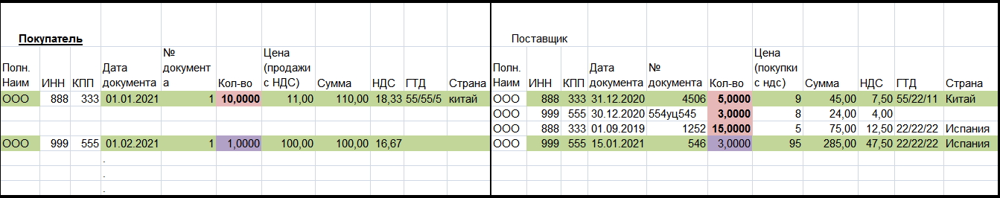 Покупатель Поставщик
Полн. Наим ИНН КПП Дата документа № документа Кол-во Цена (продажи с НДС) Сумма НДС ГТД Страна Полн. Наим ИНН КПП Дата документа № документа Кол-во Цена (покупки с ндс) Сумма НДС ГТД Страна
ООО 888 333 01.01.2021 1 10,0000 11,00 110,00 18,33 55/55/5 китай ООО 888 333 31.12.2020 4506 5,0000 9 45,00 7,50 55/22/11 Китай
ООО 999 555 30.12.2020 554уц545 3,0000 8 24,00 4,00
ООО 888 333 01.09.2019 1252 15,0000 5 75,00 12,50 22/22/22 Испания
ООО 999 555 01.02.2021 1 1,0000 100,00 100,00 16,67 ООО 999 555 15.01.2021 546 3,0000 95 285,00 47,50 22/22/22 Испания
.
.
.